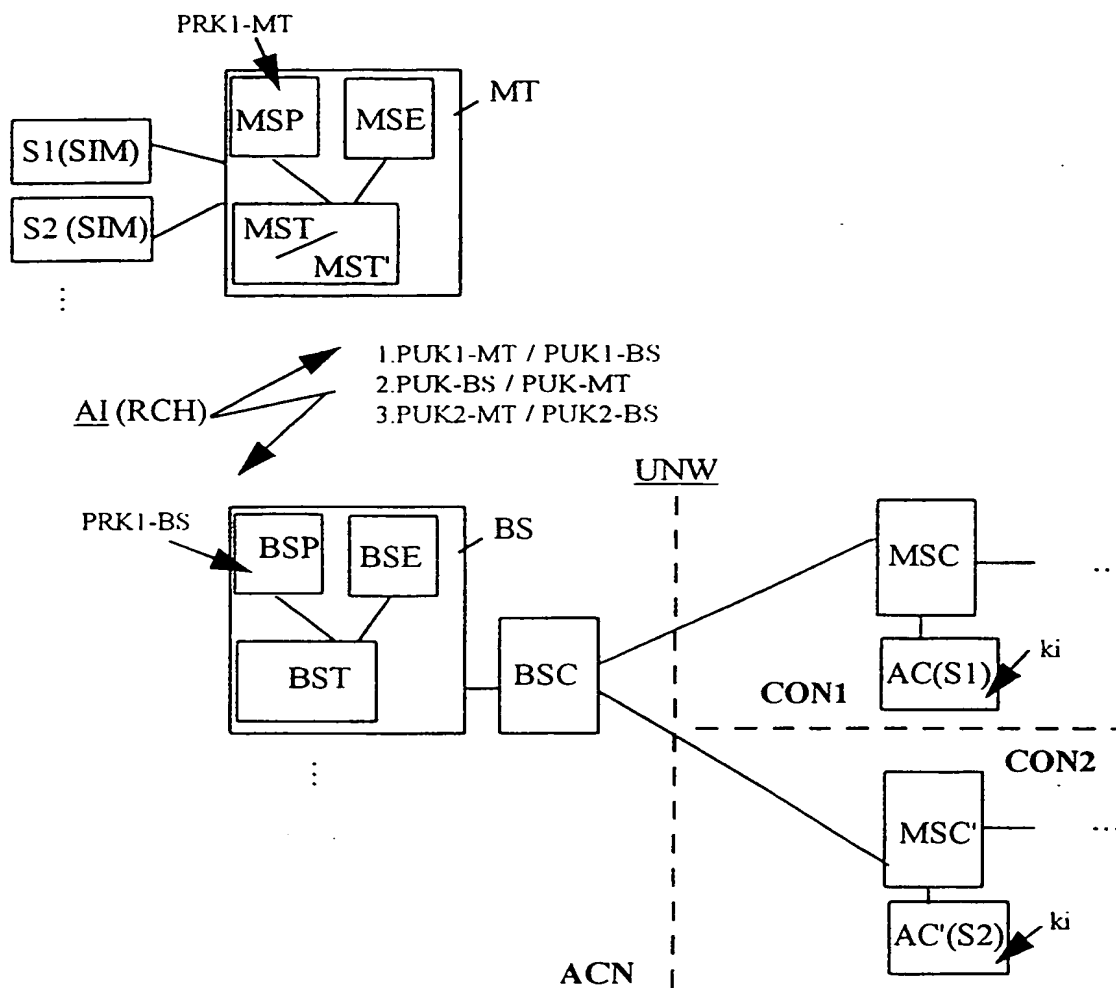 PRK1-MT
MT
MSP
MSE
S1(SIM)
S2 (SIM)
MST
MST'
⋮
1.PUK1-MT / PUK1-BS
2.PUK-BS / PUK-MT
3.PUK2-MT / PUK2-BS
AI (RCH)
UNW
PRK1-BS
BS
BSP
BSE
MSC
...
BST
BSC
AC(S1)
ki
CON1
CON2
⋮
MSC'
...
AC'(S2)
ki
ACN